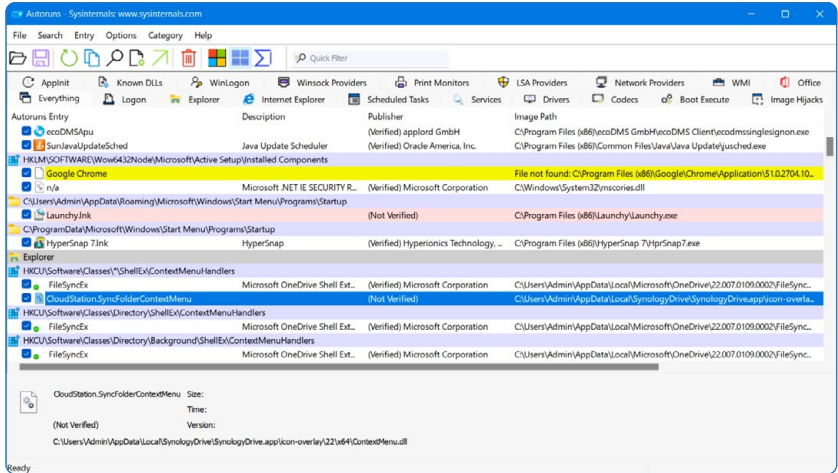 Autoruns - Sysinternals: www.sysinternals.com
File Search Entry Options Category Help
Quick Filter
AppInit Known DLLs WinLogon Winsock Providers Print Monitors LSA Providers Network Providers WMI Office
Everything Logon Explorer Internet Explorer Scheduled Tasks Services Drivers Codecs Boot Execute Image Hijacks
Autoruns Entry Description Publisher Image Path
ecoDMSApu (Verified) applord GmbH C:\Program Files (x86)\ecoDMS GmbH\ecoDMS Client\ecodmssinglesignon.exe
SunJavaUpdateSched Java Update Scheduler (Verified) Oracle America, Inc. C:\Program Files (x86)\Common Files\Java\Java Update\jusched.exe
HKLM\SOFTWARE\Wow6432Node\Microsoft\Active Setup\Installed Components
Google Chrome File not found: C:\Program Files (x86)\Google\Chrome\Application\51.0.2704.10...
n/a Microsoft .NET IE SECURITY R... (Verified) Microsoft Corporation C:\Windows\System32\mscories.dll
C:\Users\Admin\AppData\Roaming\Microsoft\Windows\Start Menu\Programs\Startup
Launchy.lnk (Not Verified) C:\Program Files (x86)\Launchy\Launchy.exe
C:\ProgramData\Microsoft\Windows\Start Menu\Programs\Startup
HyperSnap 7.lnk HyperSnap (Verified) Hyperionics Technology, ... C:\Program Files (x86)\HyperSnap 7\HprSnap7.exe
Explorer
HKCU\Software\Classes\*\ShellEx\ContextMenuHandlers
FileSyncEx Microsoft OneDrive Shell Ext... (Verified) Microsoft Corporation C:\Users\Admin\AppData\Local\Microsoft\OneDrive\22.007.0109.0002\FileSync...
CloudStation.SyncFolderContextMenu (Not Verified) C:\Users\Admin\AppData\Local\SynologyDrive\SynologyDrive.app\icon-overla...
HKCU\Software\Classes\Directory\ShellEx\ContextMenuHandlers
FileSyncEx Microsoft OneDrive Shell Ext... (Verified) Microsoft Corporation C:\Users\Admin\AppData\Local\Microsoft\OneDrive\22.007.0109.0002\FileSync...
HKCU\Software\Classes\Directory\Background\ShellEx\ContextMenuHandlers
FileSyncEx Microsoft OneDrive Shell Ext... (Verified) Microsoft Corporation C:\Users\Admin\AppData\Local\Microsoft\OneDrive\22.007.0109.0002\FileSync...
CloudStation.SyncFolderContextMenu Size:
Time:
(Not Verified) Version:
C:\Users\Admin\AppData\Local\SynologyDrive\SynologyDrive.app\icon-overlay\22\x64\ContextMenu.dll
Ready